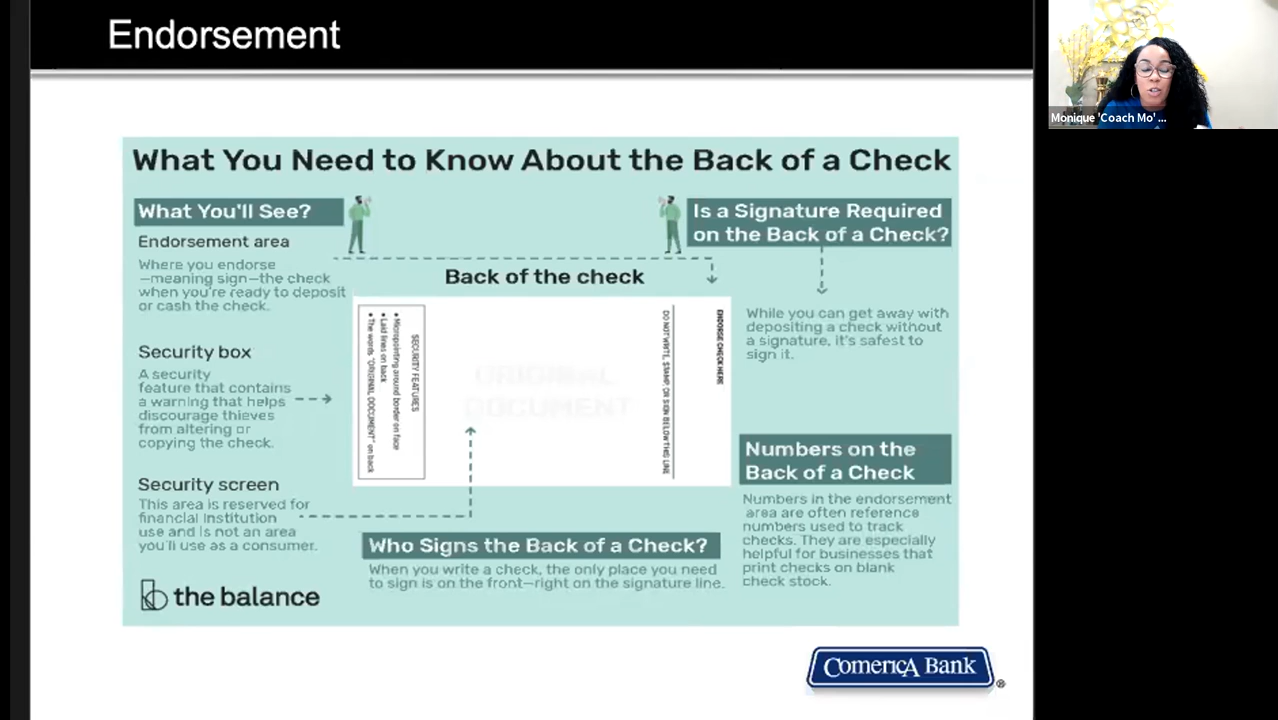 Endorsement
Monique 'Coach Mo' ...
What You Need to Know About the Back of a Check
What You'll See?
Endorsement area
Where you endorse
—meaning sign—the check
when you're ready to deposit
or cash the check.
Security box
A security
feature that contains
a warning that helps
discourage thieves
from altering or
copying the check.
Security screen
This area is reserved for
financial institution
use and is not an area
you'll use as a consumer.
the balance
Back of the check
SECURITY FEATURES
• Microprinting around border on face
• Laid lines on back
• The words "ORIGINAL DOCUMENT" on back
ORIGINAL
DOCUMENT
DO NOT WRITE, STAMP, OR SIGN BELOW THIS LINE
ENDORSE CHECK HERE
Who Signs the Back of a Check?
When you write a check, the only place you need
to sign is on the front—right on the signature line.
Is a Signature Required
on the Back of a Check?
While you can get away with
depositing a check without
a signature, it's safest to
sign it.
Numbers on the
Back of a Check
Numbers in the endorsement
area are often reference
numbers used to track
checks. They are especially
helpful for businesses that
print checks on blank
check stock.
ComericA Bank
®